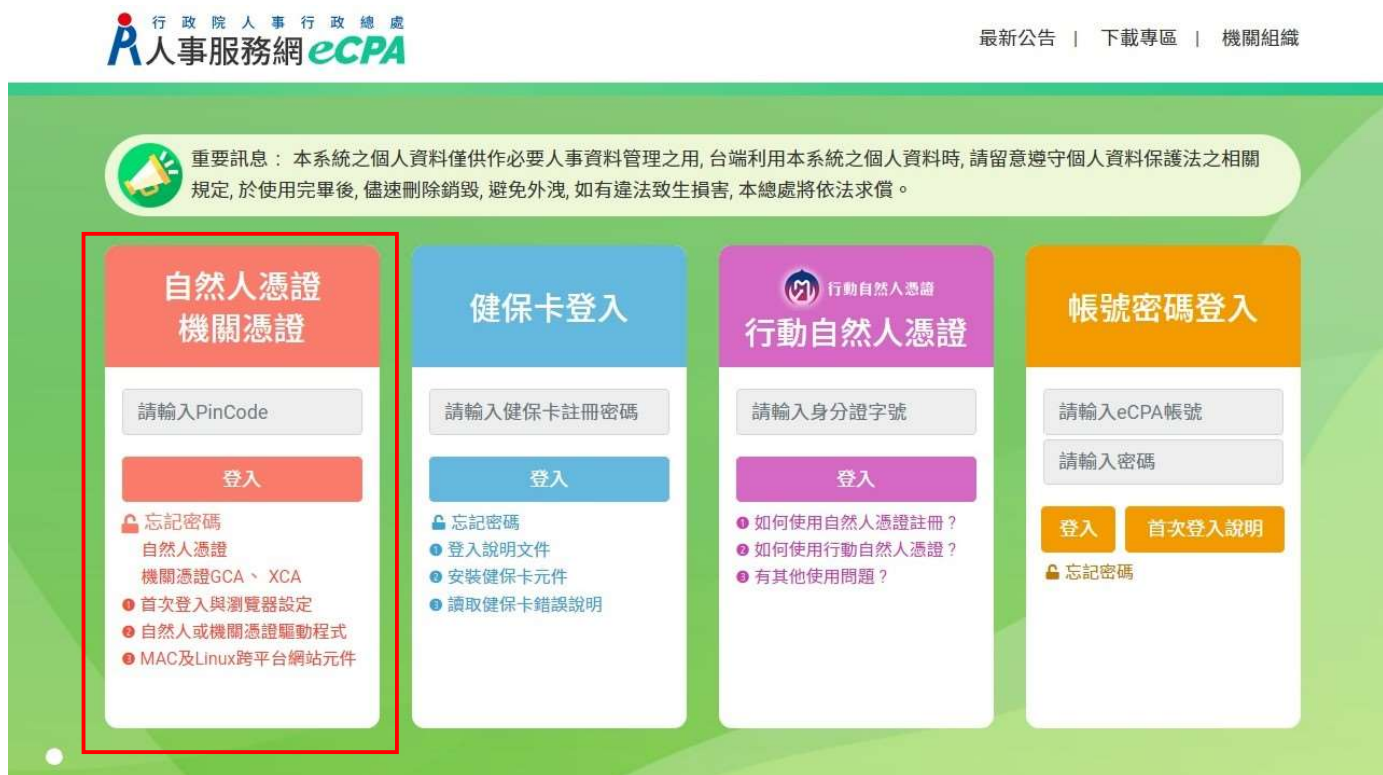 行政院人事行政總處
人事服務網eCPA
最新公告 | 下載專區 | 機關組織
重要訊息： 本系統之個人資料僅供作必要人事資料管理之用, 台端利用本系統之個人資料時, 請留意遵守個人資料保護法之相關
規定, 於使用完畢後, 儘速刪除銷毀, 避免外洩, 如有違法致生損害, 本總處將依法求償。
自然人憑證
機關憑證
請輸入PinCode
登入
忘記密碼
自然人憑證
機關憑證GCA、 XCA
❶ 首次登入與瀏覽器設定
❷ 自然人或機關憑證驅動程式
❸ MAC及Linux跨平台網站元件
健保卡登入
請輸入健保卡註冊密碼
登入
忘記密碼
❶ 登入說明文件
❷ 安裝健保卡元件
❸ 讀取健保卡錯誤說明
行動自然人憑證
行動自然人憑證
請輸入身分證字號
登入
❶ 如何使用自然人憑證註冊？
❷ 如何使用行動自然人憑證？
❸ 有其他使用問題？
帳號密碼登入
請輸入eCPA帳號
請輸入密碼
登入 首次登入說明
忘記密碼